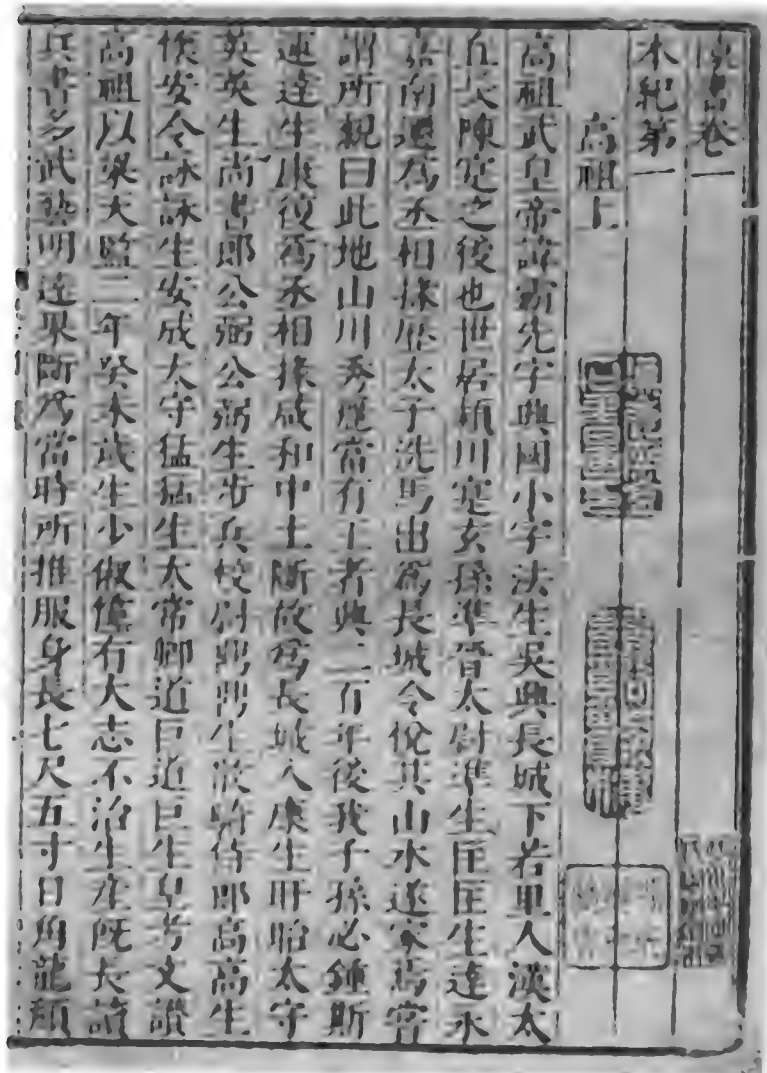 陳書卷一
本紀第一
高祖上
高祖武皇帝諱霸先字興國小字法生吳興長城下若里人漢太
丘長陳寔之後也世居潁川寔玄孫準晉太尉準生匡匡生達永
嘉南遷爲丞相掾歷太子洗馬出爲長城令悅其山水遂家焉嘗
謂所親曰此地山川秀麗當有王者興二百年後我子孫必鍾斯
運達生康復爲丞相掾咸和中土斷故爲長城人康生盱眙太守
英英生尚書郎公弼公弼生步兵校尉鼎鼎生散騎侍郎高高生
懷安令詠詠生安成太守猛猛生太常卿道巨道巨生皇考文讚
高祖以梁天監二年癸未歲生少俶儻有大志不治生産既長讀
兵書多武藝明達果斷爲當時所推服身長七尺五寸日角龍顏